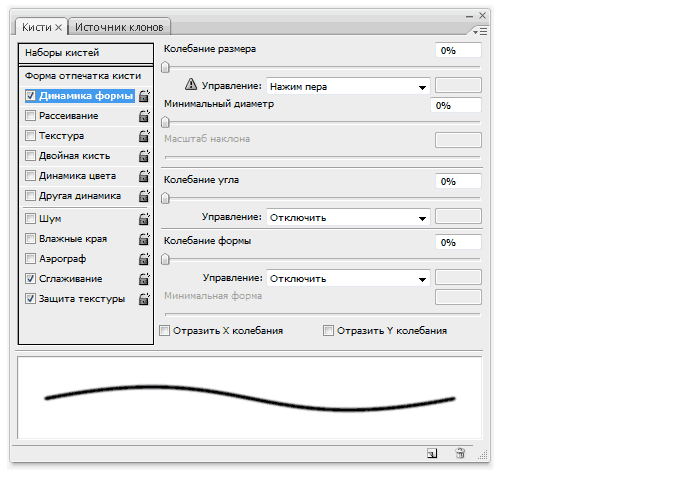 Кисти Источник клонов
Наборы кистей
Форма отпечатка кисти
Динамика формы
Рассеивание
Текстура
Двойная кисть
Динамика цвета
Другая динамика
Шум
Влажные края
Аэрограф
Сглаживание
Защита текстуры
Колебание размера 0%
Управление: Нажим пера
Минимальный диаметр 0%
Масштаб наклона
Колебание угла 0%
Управление: Отключить
Колебание формы 0%
Управление: Отключить
Минимальная форма
Отразить X колебания Отразить Y колебания